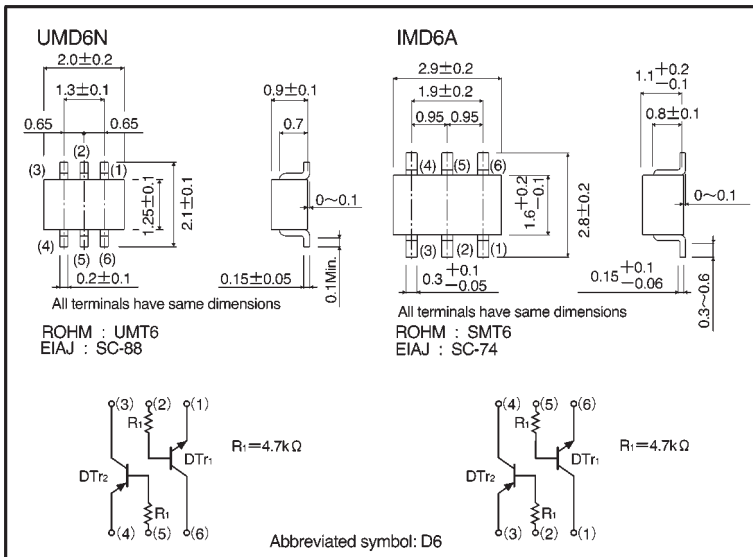 UMD6N
2.0±0.2
1.3±0.1
0.65
0.65
(2)
(3)
(1)
(4)
(5)
(6)
1.25±0.1
2.1±0.1
0.2±0.1
0.9±0.1
0.7
0~0.1
0.15±0.05
0.1Min.
All terminals have same dimensions
ROHM : UMT6
EIAJ : SC-88
IMD6A
2.9±0.2
1.9±0.2
0.95
0.95
(4)
(5)
(6)
(3)
(2)
(1)
1.6 +0.2 −0.1
2.8±0.2
0.3 +0.1 −0.05
1.1 +0.2 −0.1
0.8±0.1
0~0.1
0.15 +0.1 −0.06
0.3~0.6
All terminals have same dimensions
ROHM : SMT6
EIAJ : SC-74
(3) (2) (1)
R1
R1=4.7kΩ
DTr1
DTr2
R1
(4) (5) (6)
(4) (5) (6)
R1
R1=4.7kΩ
DTr1
DTr2
R1
(3) (2) (1)
Abbreviated symbol: D6